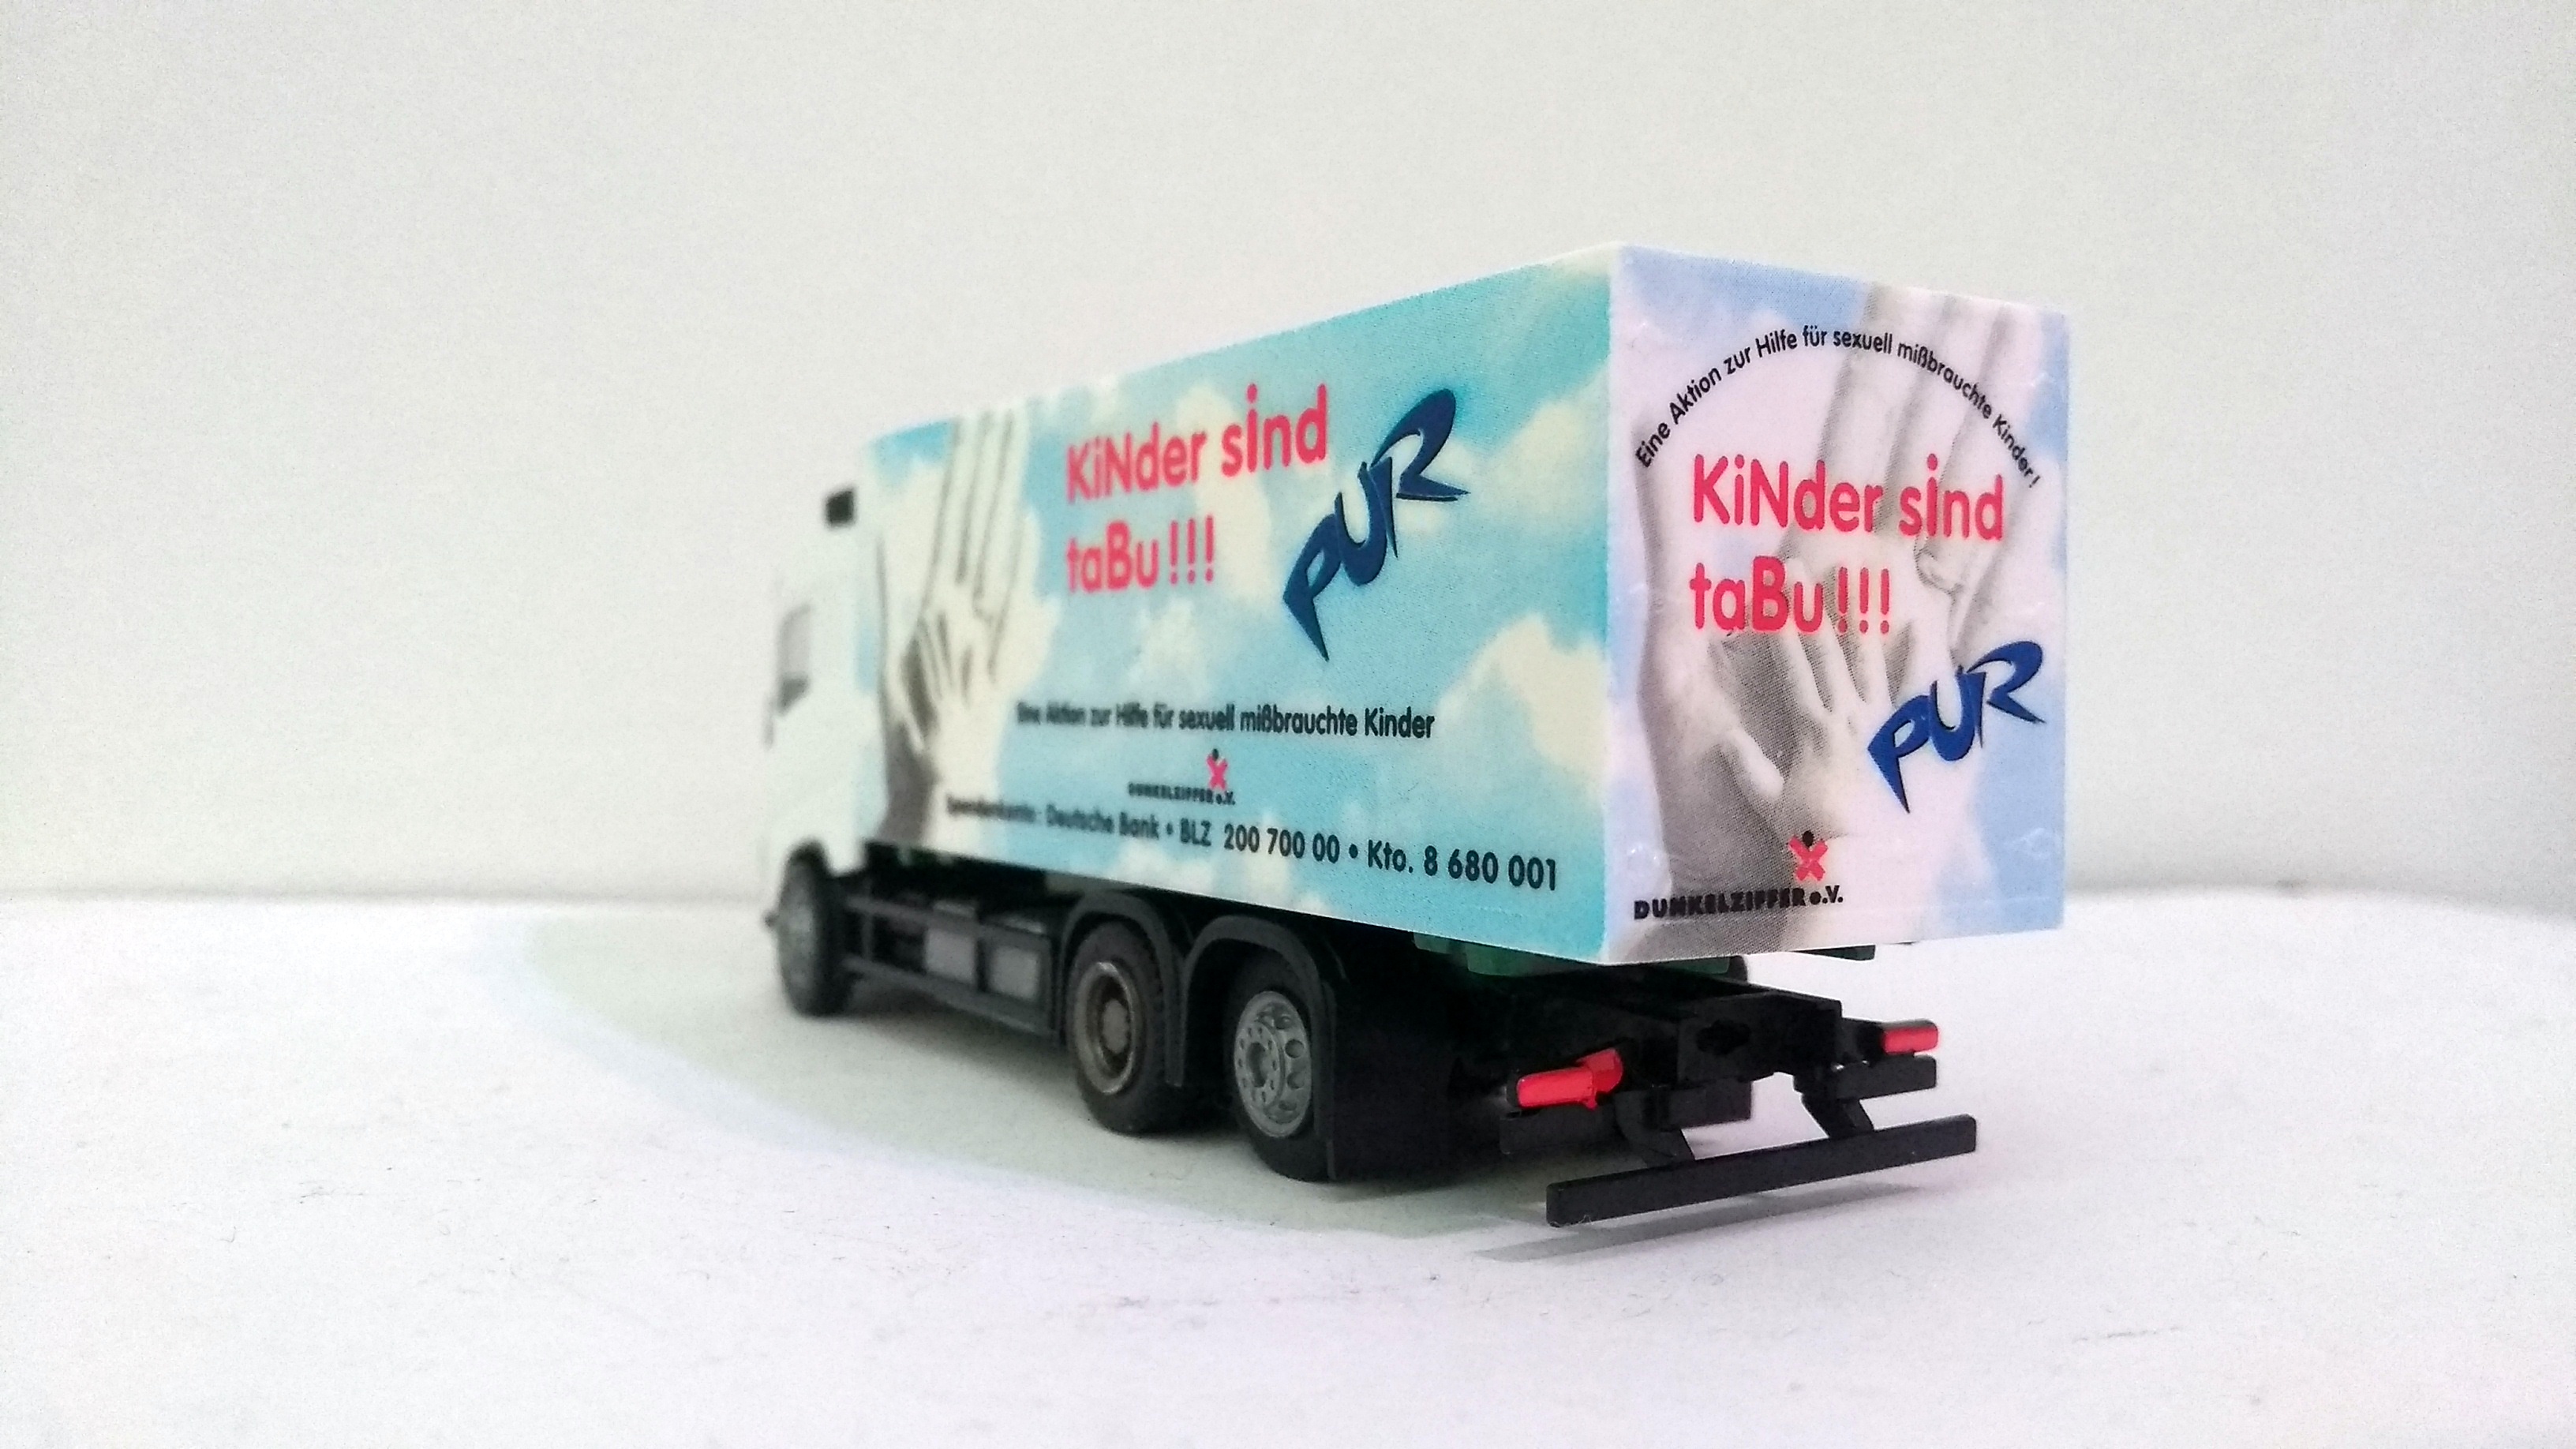 KiNder sind
taBu!!!
PUR
Eine Aktion zur Hilfe für sexuell mißbrauchte Kinder
DUNKELZIFFER e.V.
Spendenkonto: Deutsche Bank • BLZ 200 700 00 • Kto. 8 680 001
Eine Aktion zur Hilfe für sexuell mißbrauchte Kinder!
KiNder sind
taBu!!!
PUR
DUNKELZIFFER e.V.